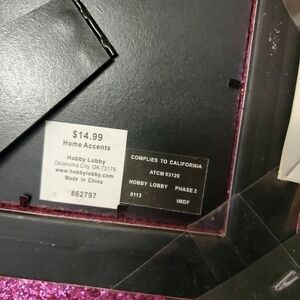 $14.99
Home Accents
Hobby Lobby
Oklahoma City, OK 73179
www.hobbylobby.com
Made in China
862797
COMPLIES TO CALIFORNIA
ATCM 93120
HOBBY LOBBY PHASE 2
0113 tMDF